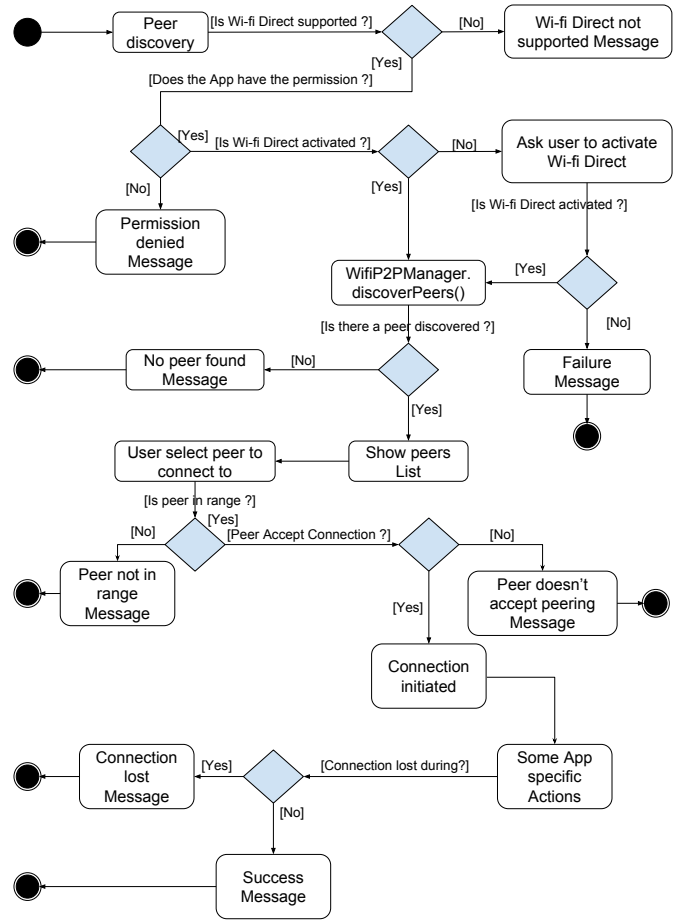 Peer
discovery
[Is Wi-fi Direct supported ?]
[No]
Wi-fi Direct not
supported Message
[Yes]
[Does the App have the permission ?]
[Yes]
[Is Wi-fi Direct activated ?]
[No]
Ask user to activate
Wi-fi Direct
[No]
[Yes]
[Is Wi-fi Direct activated ?]
Permission
denied
Message
WifiP2PManager.
discoverPeers()
[Yes]
[No]
[Is there a peer discovered ?]
No peer found
Message
[No]
Failure
Message
[Yes]
User select peer to
connect to
Show peers
List
[Is peer in range ?]
[Yes]
[No]
[Peer Accept Connection ?]
[No]
Peer not in
range
Message
Peer doesn't
accept peering
Message
[Yes]
Connection
initiated
Connection
lost
Message
[Yes]
[Connection lost during?]
Some App
specific
Actions
[No]
Success
Message